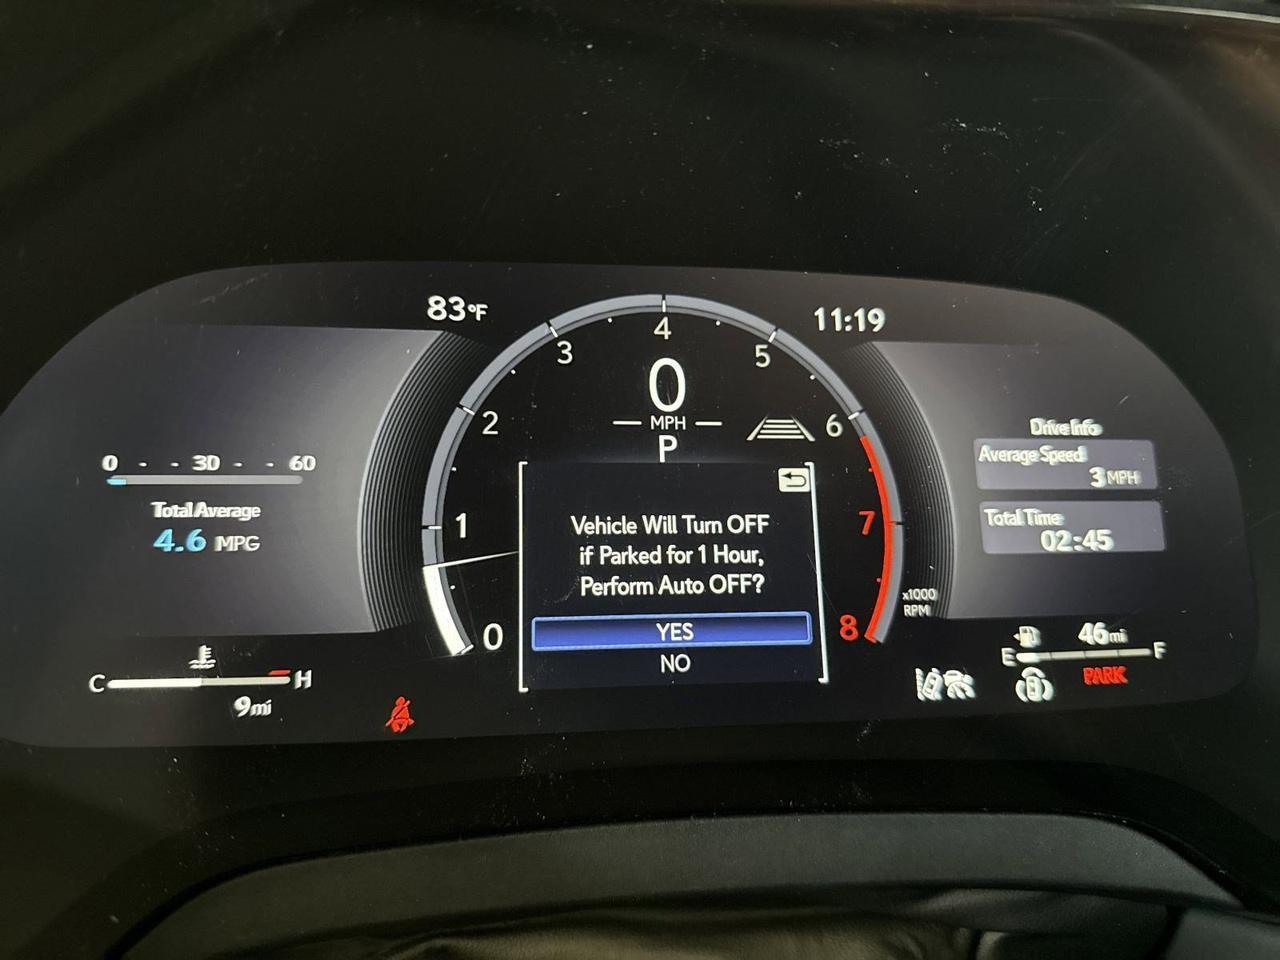 83°F
11:19
0
1
2
3
4
5
6
7
8
x1000
RPM
0
MPH
P
0 - - 30 - - 60
Total Average
4.6 MPG
Vehicle Will Turn OFF
if Parked for 1 Hour,
Perform Auto OFF?
YES
NO
Drive Info
Average Speed
3 MPH
Total Time
02:45
C H
9mi
46mi
E F
PARK